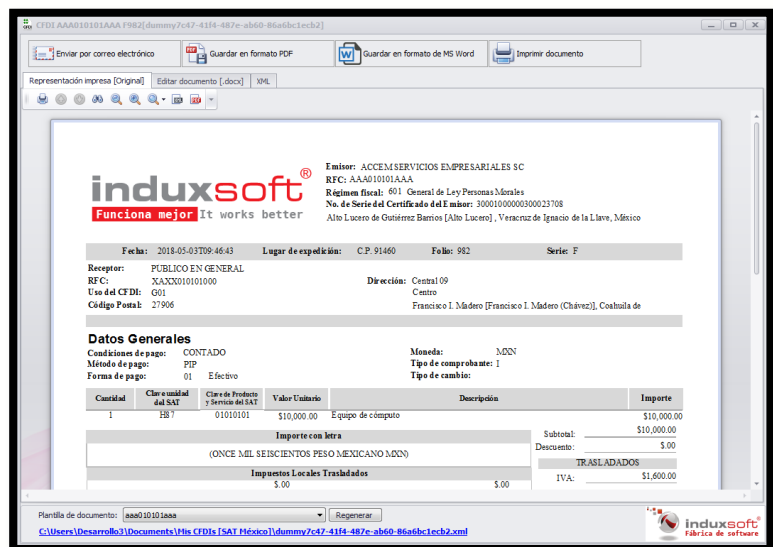 CFDI AAA010101AAA F982[dummy7c47-41f4-487e-ab60-86a6bc1ecb2]
Enviar por correo electrónico
Guardar en formato PDF
Guardar en formato de MS Word
Imprimir documento
Representación impresa [Original] Editar documento [.docx] XML
induxsoft®
Funciona mejor It works better
Emisor: ACCEM SERVICIOS EMPRESARIALES SC
RFC: AAA010101AAA
Régimen fiscal: 601 General de Ley Personas Morales
No. de Serie del Certificado del Emisor: 30001000000300023708
Alto Lucero de Gutiérrez Barrios [Alto Lucero] , Veracruz de Ignacio de la Llave, México
Fecha: 2018-05-03T09:46:43 Lugar de expedición: C.P. 91460 Folio: 982 Serie: F
Receptor: PUBLICO EN GENERAL
RFC: XAXX010101000 Dirección: Central 09
Uso del CFDI: G01 Centro
Código Postal: 27906 Francisco I. Madero [Francisco I. Madero (Chávez)], Coahuila de
Datos Generales
Condiciones de pago: CONTADO Moneda: MXN
Método de pago: PIP Tipo de comprobante: I
Forma de pago: 01 Efectivo Tipo de cambio:
Cantidad Clave unidad del SAT Clave de Producto y Servicio del SAT Valor Unitario Descripción Importe
1 H87 01010101 $10,000.00 Equipo de cómputo $10,000.00
Importe con letra Subtotal: $10,000.00
(ONCE MIL SEISCIENTOS PESO MEXICANO MXN) Descuento: $.00
TRASLADADOS
Impuestos Locales Trasladados IVA: $1,600.00
$.00 $.00
Plantilla de documento: aaa010101aaa Regenerar
C:\Users\Desarrollo3\Documents\Mis CFDIs [SAT México]\dummy7c47-41f4-487e-ab60-86a6bc1ecb2.xml
induxsoft®
Fábrica de software